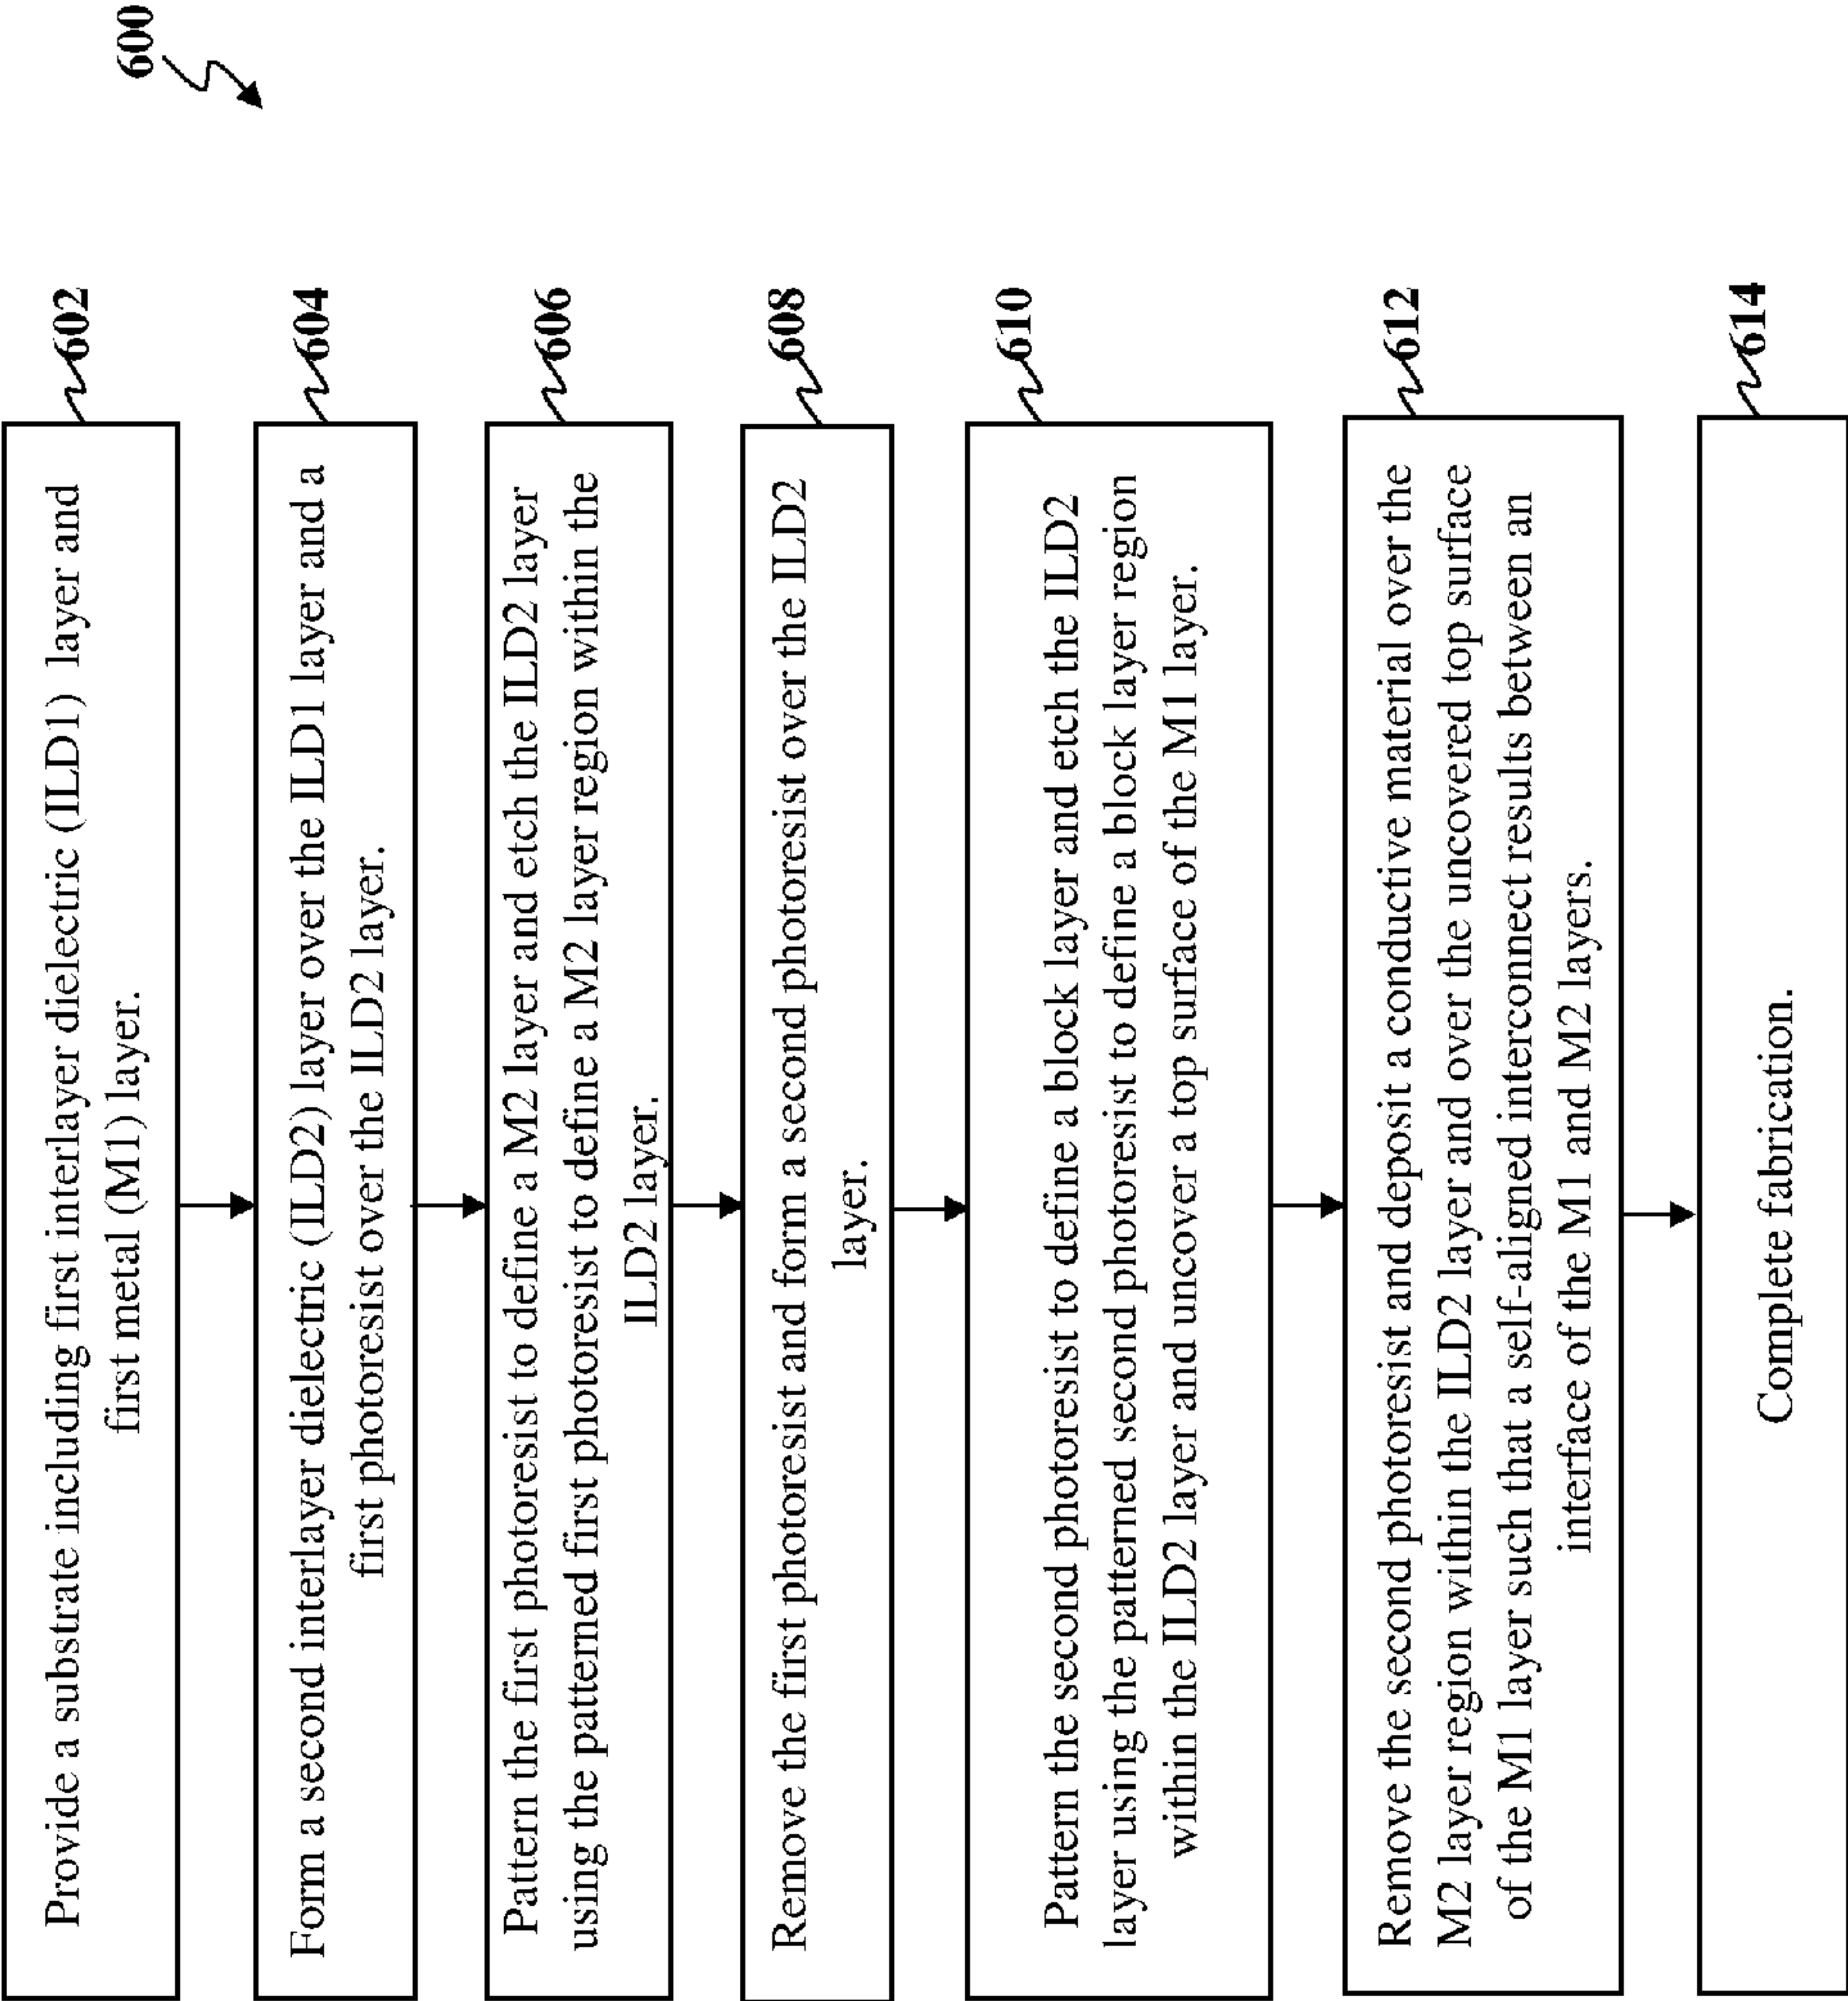 600
Provide a substrate including first interlayer dielectric (ILD1) layer and
first metal (M1) layer.
602
Form a second interlayer dielectric (ILD2) layer over the ILD1 layer and a
first photoresist over the ILD2 layer.
604
Pattern the first photoresist to define a M2 layer and etch the ILD2 layer
using the patterned first photoresist to define a M2 layer region within the
ILD2 layer.
606
Remove the first photoresist and form a second photoresist over the ILD2
layer.
608
Pattern the second photoresist to define a block layer and etch the ILD2
layer using the patterned second photoresist to define a block layer region
within the ILD2 layer and uncover a top surface of the M1 layer.
610
Remove the second photoresist and deposit a conductive material over the
M2 layer region within the ILD2 layer and over the uncovered top surface
of the M1 layer such that a self-aligned interconnect results between an
interface of the M1 and M2 layers.
612
Complete fabrication.
614